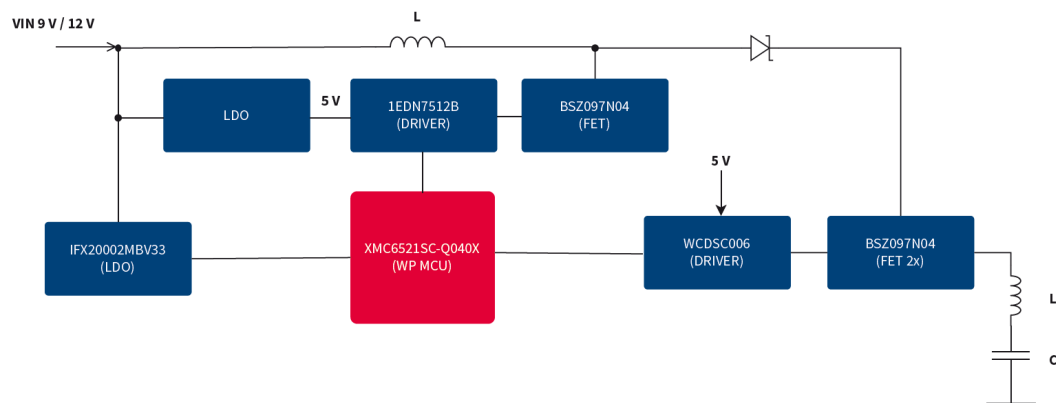 VIN 9 V / 12 V
L
LDO
5 V
1EDN7512B
(DRIVER)
BSZ097N04
(FET)
5 V
IFX20002MBV33
(LDO)
XMC6521SC-Q040X
(WP MCU)
WCDSC006
(DRIVER)
BSZ097N04
(FET 2x)
L
C